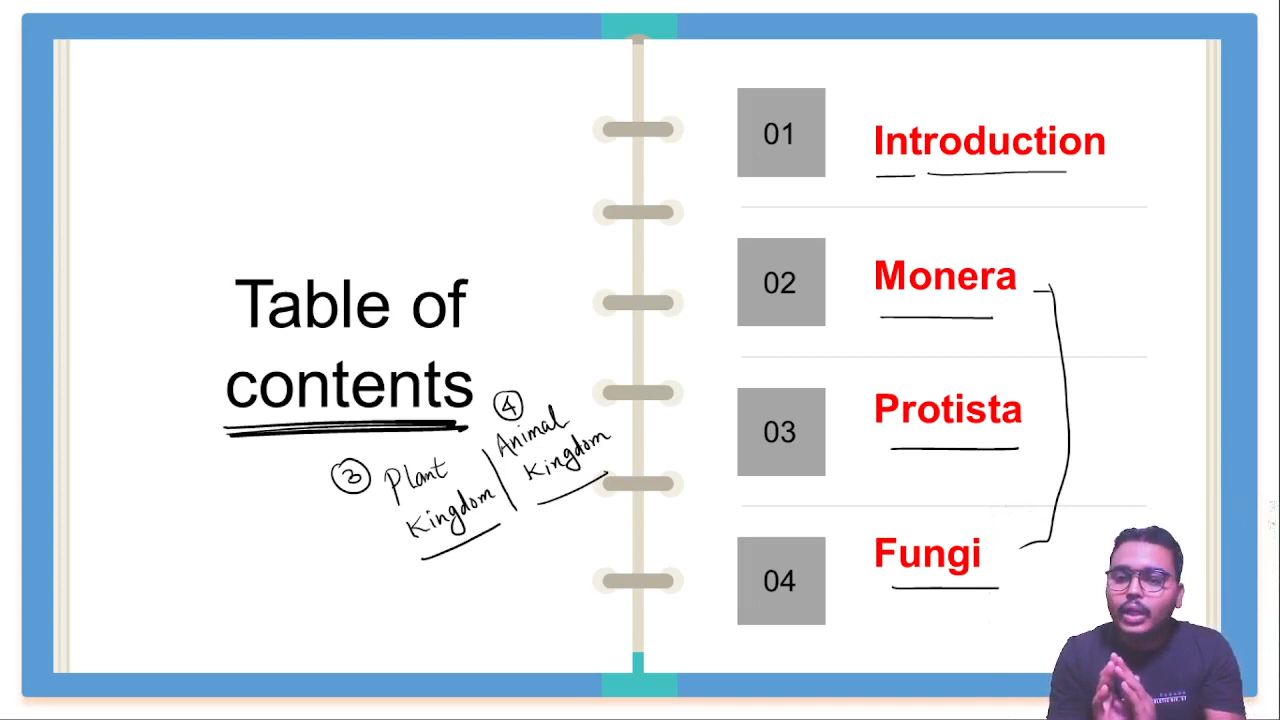 Table of
contents
③ Plant
Kingdom
④
Animal
Kingdom
01
Introduction
02
Monera
03
Protista
04
Fungi